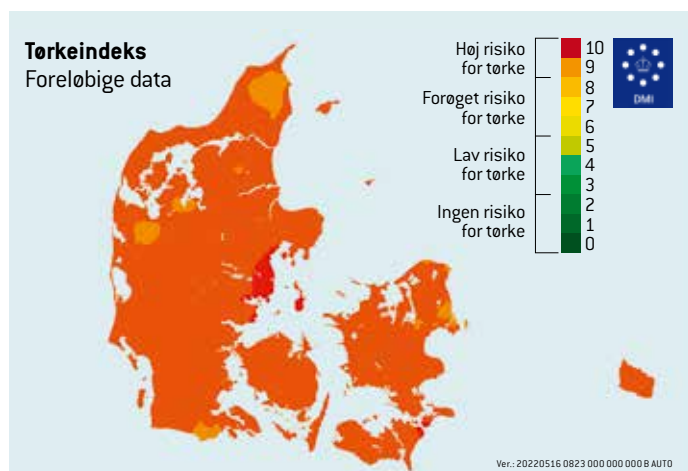 Tørkeindeks
Foreløbige data
Høj risiko
for tørke
Forøget risiko
for tørke
Lav risiko
for tørke
Ingen risiko
for tørke
10
9
8
7
6
5
4
3
2
1
0
DMI
Ver.: 20220516 0823 000 000 000 B AUTO